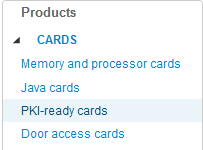 Products
CARDS
Memory and processor cards
Java cards
PKI-ready cards
Door access cards